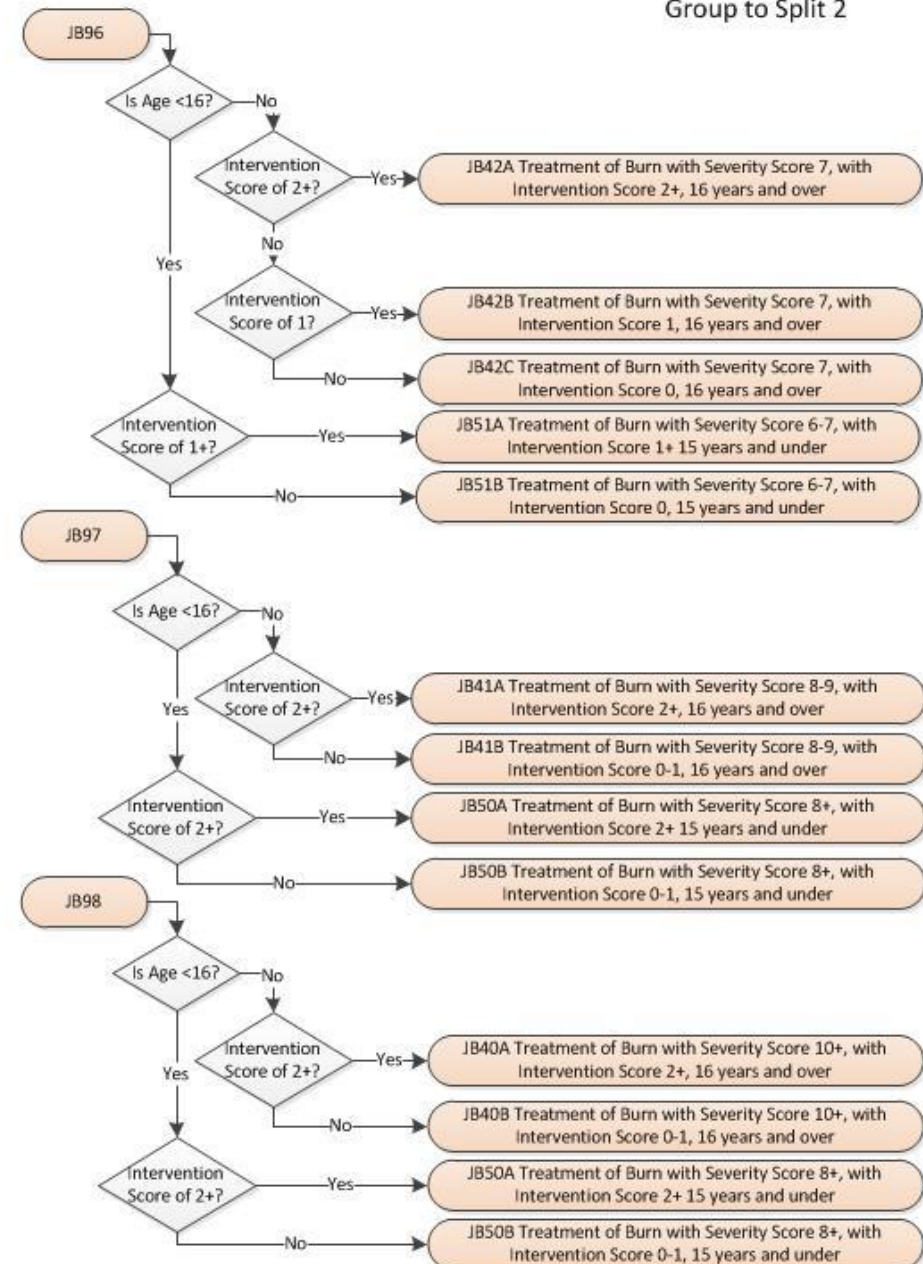 Group to Split 2
JB96
Is Age <16?
No
Intervention
Score of 2+?
Yes
JB42A Treatment of Burn with Severity Score 7, with
Intervention Score 2+, 16 years and over
No
Yes
Intervention
Score of 1?
Yes
JB42B Treatment of Burn with Severity Score 7, with
Intervention Score 1, 16 years and over
No
JB42C Treatment of Burn with Severity Score 7, with
Intervention Score 0, 16 years and over
Intervention
Score of 1+?
Yes
JB51A Treatment of Burn with Severity Score 6-7, with
Intervention Score 1+ 15 years and under
No
JB51B Treatment of Burn with Severity Score 6-7, with
Intervention Score 0, 15 years and under
JB97
Is Age <16?
No
Yes
Intervention
Score of 2+?
Yes
JB41A Treatment of Burn with Severity Score 8-9, with
Intervention Score 2+, 16 years and over
No
JB41B Treatment of Burn with Severity Score 8-9, with
Intervention Score 0-1, 16 years and over
Intervention
Score of 2+?
Yes
JB50A Treatment of Burn with Severity Score 8+, with
Intervention Score 2+ 15 years and under
No
JB50B Treatment of Burn with Severity Score 8+, with
Intervention Score 0-1, 15 years and under
JB98
Is Age <16?
No
Yes
Intervention
Score of 2+?
Yes
JB40A Treatment of Burn with Severity Score 10+, with
Intervention Score 2+, 16 years and over
No
JB40B Treatment of Burn with Severity Score 10+, with
Intervention Score 0-1, 16 years and over
Intervention
Score of 2+?
Yes
JB50A Treatment of Burn with Severity Score 8+, with
Intervention Score 2+ 15 years and under
No
JB50B Treatment of Burn with Severity Score 8+, with
Intervention Score 0-1, 15 years and under